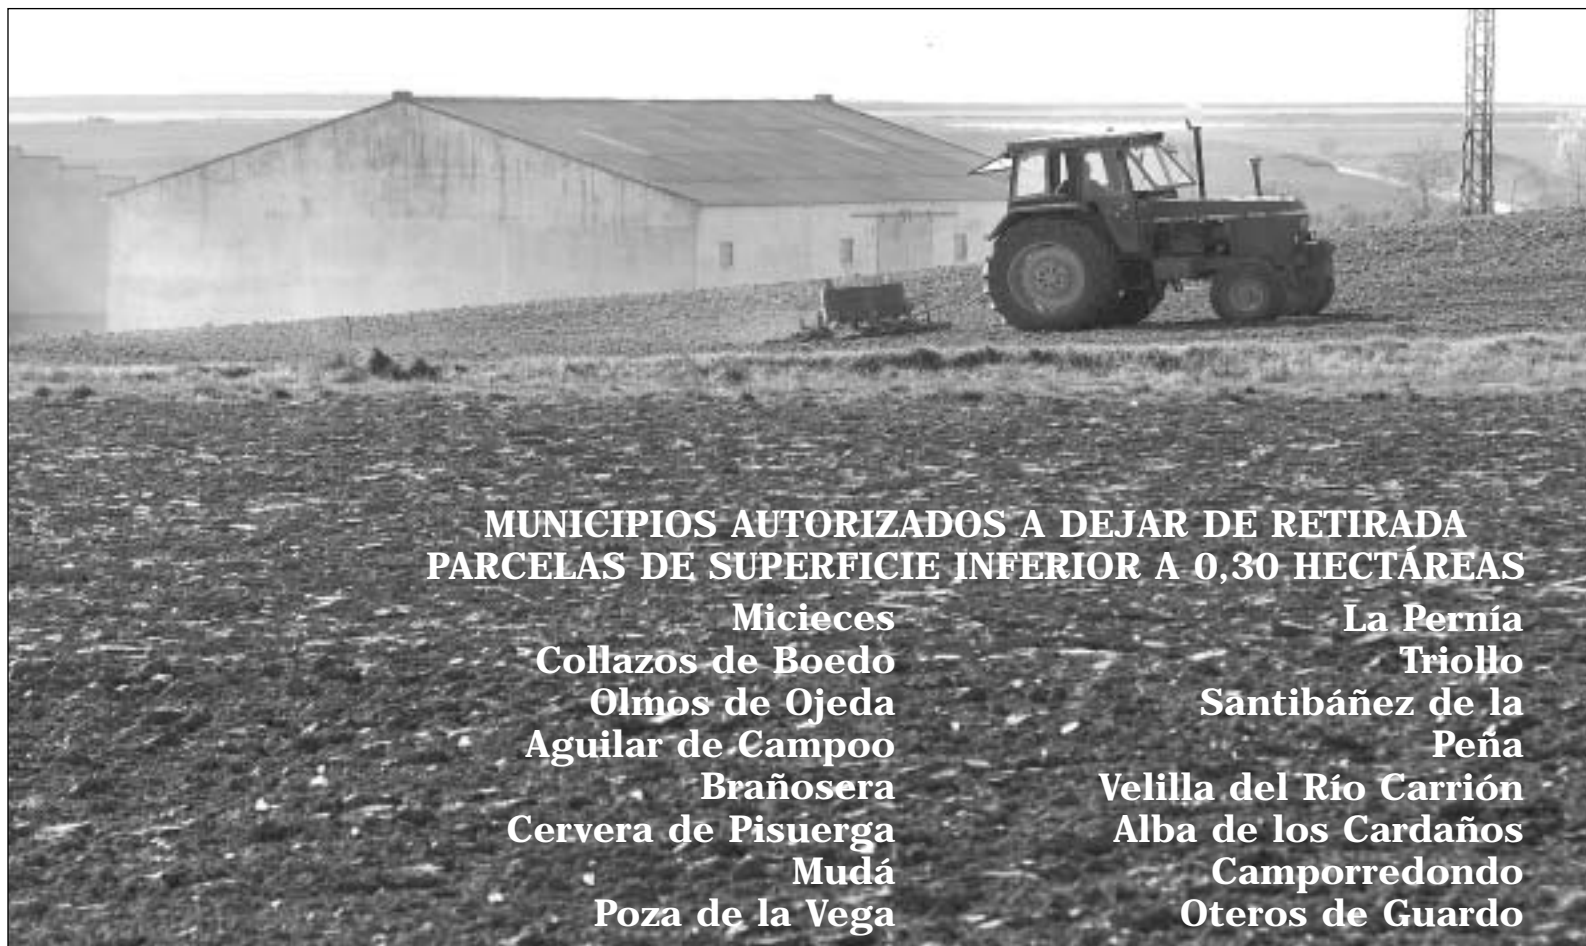 MUNICIPIOS AUTORIZADOS A DEJAR DE RETIRADA
PARCELAS DE SUPERFICIE INFERIOR A 0,30 HECTÁREAS
Micieces
Collazos de Boedo
Olmos de Ojeda
Aguilar de Campoo
Brañosera
Cervera de Pisuerga
Mudá
Poza de la Vega
La Pernía
Triollo
Santibáñez de la
Peña
Velilla del Río Carrión
Alba de los Cardaños
Camporredondo
Oteros de Guardo